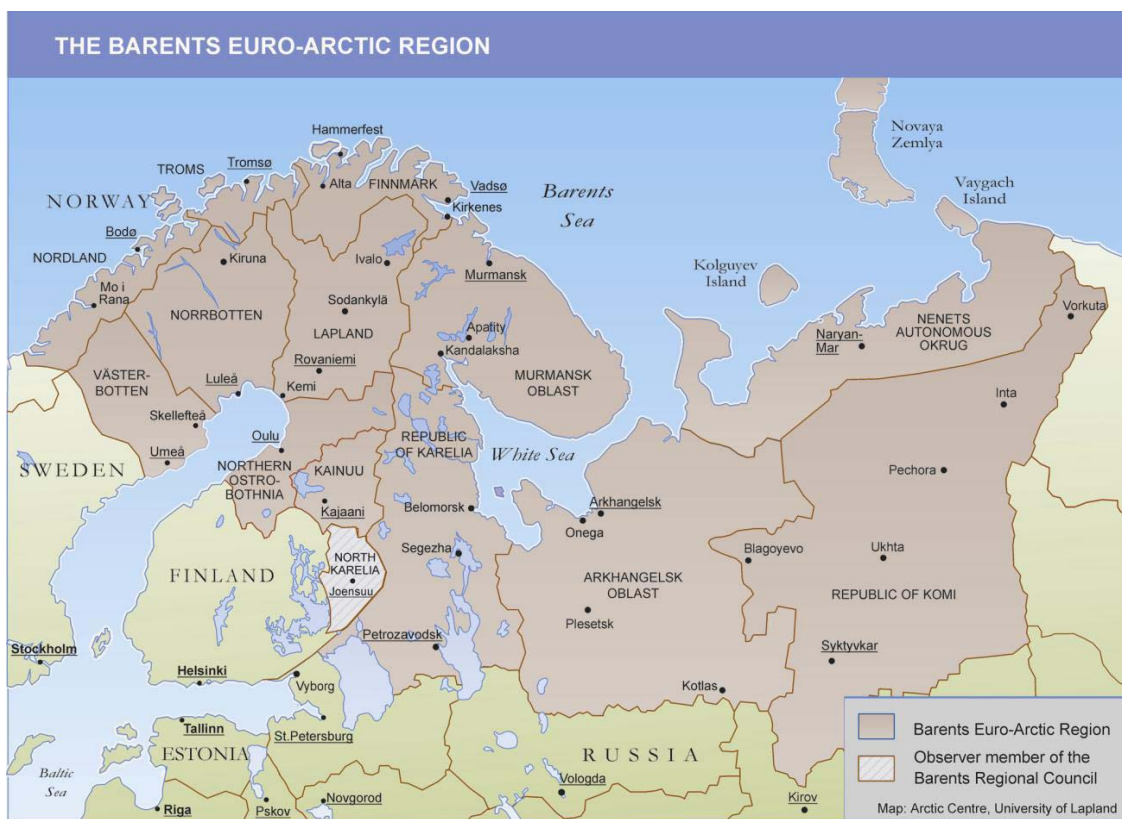 THE BARENTS EURO-ARCTIC REGION
Hammerfest
Novaya
Zemlya
Tromsø
TROMS
Alta
FINNMARK
Vadsø
Vaygach
Island
NORWAY
Kirkenes
Barents
Sea
Bodø
NORDLAND
Kiruna
Ivalo
Murmansk
Kolguyev
Island
Mo i
Rana
NORRBOTTEN
Sodankylä
LAPLAND
Apatity
Kandalaksha
Naryan-
Mar
NENETS
AUTONOMOUS
OKRUG
Vorkuta
VÄSTER-
BOTTEN
Rovaniemi
Luleå
Kemi
MURMANSK
OBLAST
Inta
Skellefteå
Umeå
Oulu
REPUBLIC
OF KARELIA
White Sea
SWEDEN
NORTHERN
OSTRO-
BOTHNIA
KAINUU
Kajaani
Pechora
Belomorsk
Arkhangelsk
Onega
Segezha
NORTH
KARELIA
Joensuu
FINLAND
Blagoyevo
Ukhta
ARKHANGELSK
OBLAST
REPUBLIC OF KOMI
Plesetsk
Petrozavodsk
Stockholm
Syktyvkar
Helsinki
Vyborg
Kotlas
Tallinn
St.Petersburg
ESTONIA
RUSSIA
Baltic
Sea
Vologda
Riga
Pskov
Novgorod
Kirov
Barents Euro-Arctic Region
Observer member of the
Barents Regional Council
Map: Arctic Centre, University of Lapland